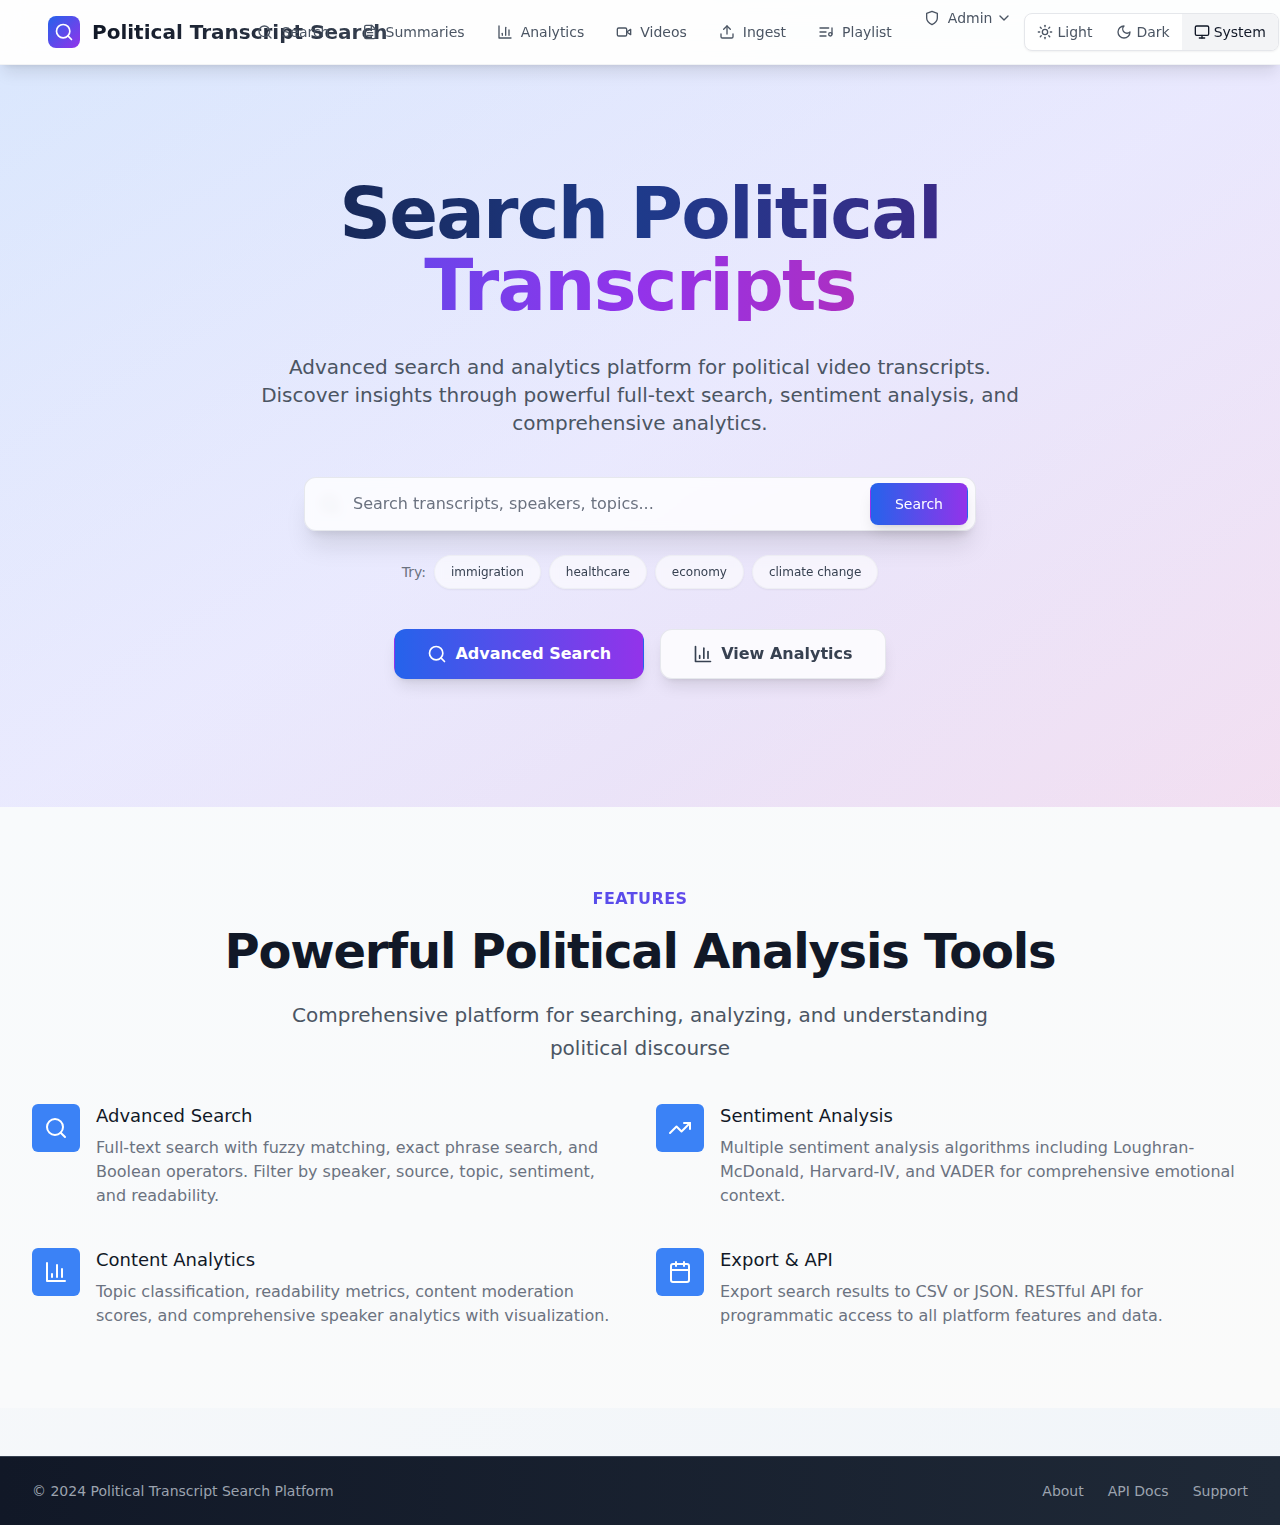 Political Transcript Search
Search
Summaries
Analytics
Videos
Ingest
Playlist
Admin
Light
Dark
System
Search Political
Transcripts
Advanced search and analytics platform for political video transcripts.
Discover insights through powerful full-text search, sentiment analysis, and
comprehensive analytics.
Search transcripts, speakers, topics...
Search
Try:
immigration
healthcare
economy
climate change
Advanced Search
View Analytics
FEATURES
Powerful Political Analysis Tools
Comprehensive platform for searching, analyzing, and understanding
political discourse
Advanced Search
Full-text search with fuzzy matching, exact phrase search, and
Boolean operators. Filter by speaker, source, topic, sentiment,
and readability.
Sentiment Analysis
Multiple sentiment analysis algorithms including Loughran-
McDonald, Harvard-IV, and VADER for comprehensive emotional
context.
Content Analytics
Topic classification, readability metrics, content moderation
scores, and comprehensive speaker analytics with visualization.
Export & API
Export search results to CSV or JSON. RESTful API for
programmatic access to all platform features and data.
© 2024 Political Transcript Search Platform
About
API Docs
Support